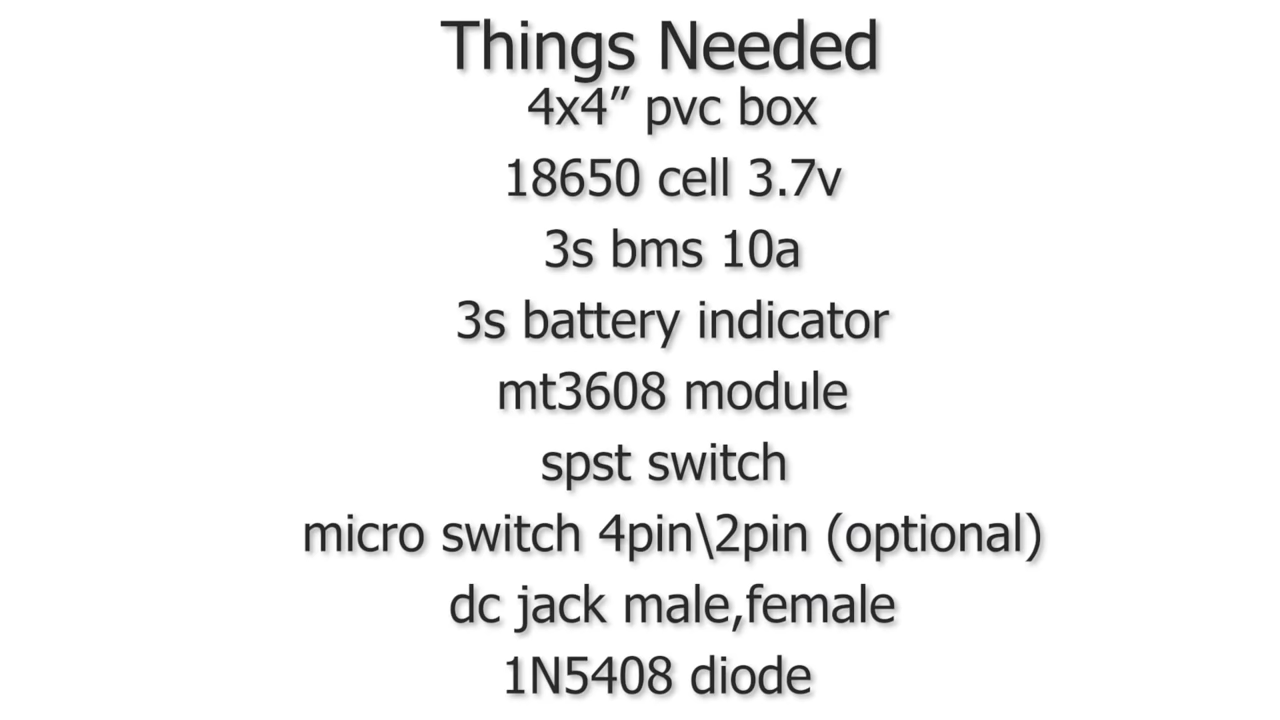 Things Needed
4x4” pvc box
18650 cell 3.7v
3s bms 10a
3s battery indicator
mt3608 module
spst switch
micro switch 4pin\2pin (optional)
dc jack male,female
1N5408 diode